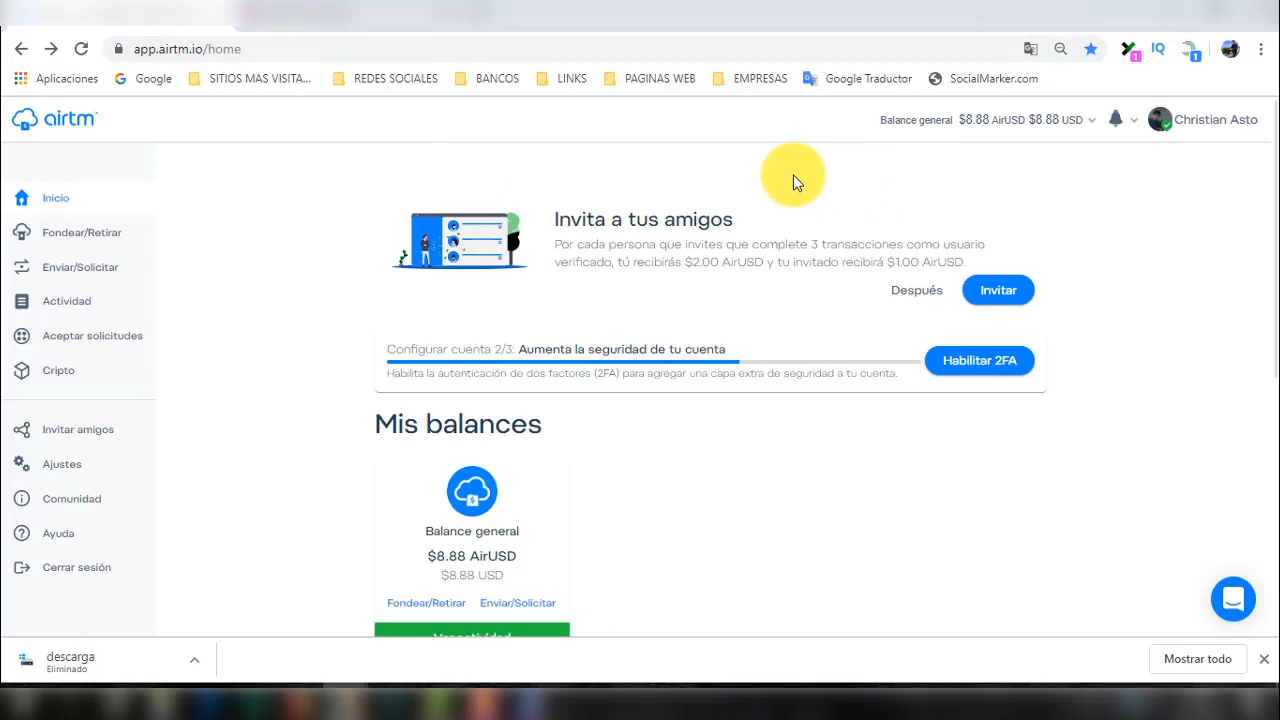 app.airtm.io/home
1
1
Aplicaciones
Google
SITIOS MAS VISITA...
REDES SOCIALES
BANCOS
LINKS
PAGINAS WEB
EMPRESAS
Google Traductor
SocialMarker.com
airtm
Balance general $8.88 AirUSD $8.88 USD
Christian Asto
Inicio
Fondear/Retirar
Enviar/Solicitar
Actividad
Aceptar solicitudes
Cripto
Invitar amigos
Ajustes
Comunidad
Ayuda
Cerrar sesión
Invita a tus amigos
Por cada persona que invites que complete 3 transacciones como usuario
verificado, tú recibirás $2.00 AirUSD y tu invitado recibirá $1.00 AirUSD.
Después
Invitar
Configurar cuenta 2/3: Aumenta la seguridad de tu cuenta
Habilita la autenticación de dos factores (2FA) para agregar una capa extra de seguridad a tu cuenta.
Habilitar 2FA
Mis balances
Balance general
$8.88 AirUSD
$8.88 USD
Fondear/Retirar
Enviar/Solicitar
descarga
Eliminado
Mostrar todo